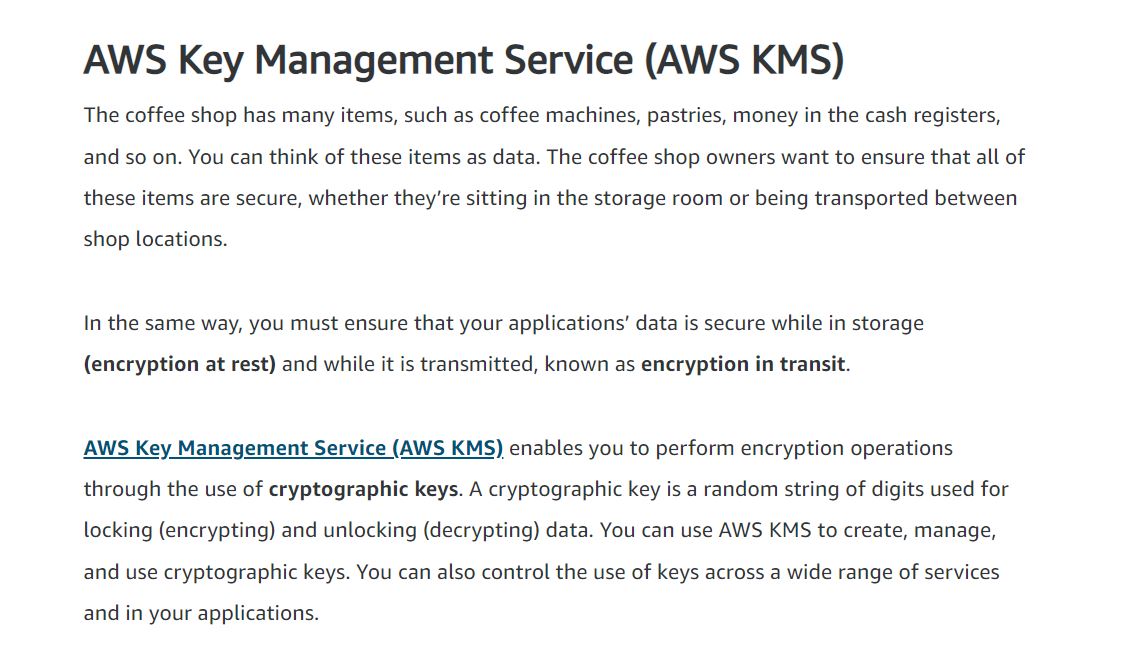 AWS Key Management Service (AWS KMS)
The coffee shop has many items, such as coffee machines, pastries, money in the cash registers,
and so on. You can think of these items as data. The coffee shop owners want to ensure that all of
these items are secure, whether they’re sitting in the storage room or being transported between
shop locations.
In the same way, you must ensure that your applications’ data is secure while in storage
(encryption at rest) and while it is transmitted, known as encryption in transit.
AWS Key Management Service (AWS KMS) enables you to perform encryption operations
through the use of cryptographic keys. A cryptographic key is a random string of digits used for
locking (encrypting) and unlocking (decrypting) data. You can use AWS KMS to create, manage,
and use cryptographic keys. You can also control the use of keys across a wide range of services
and in your applications.